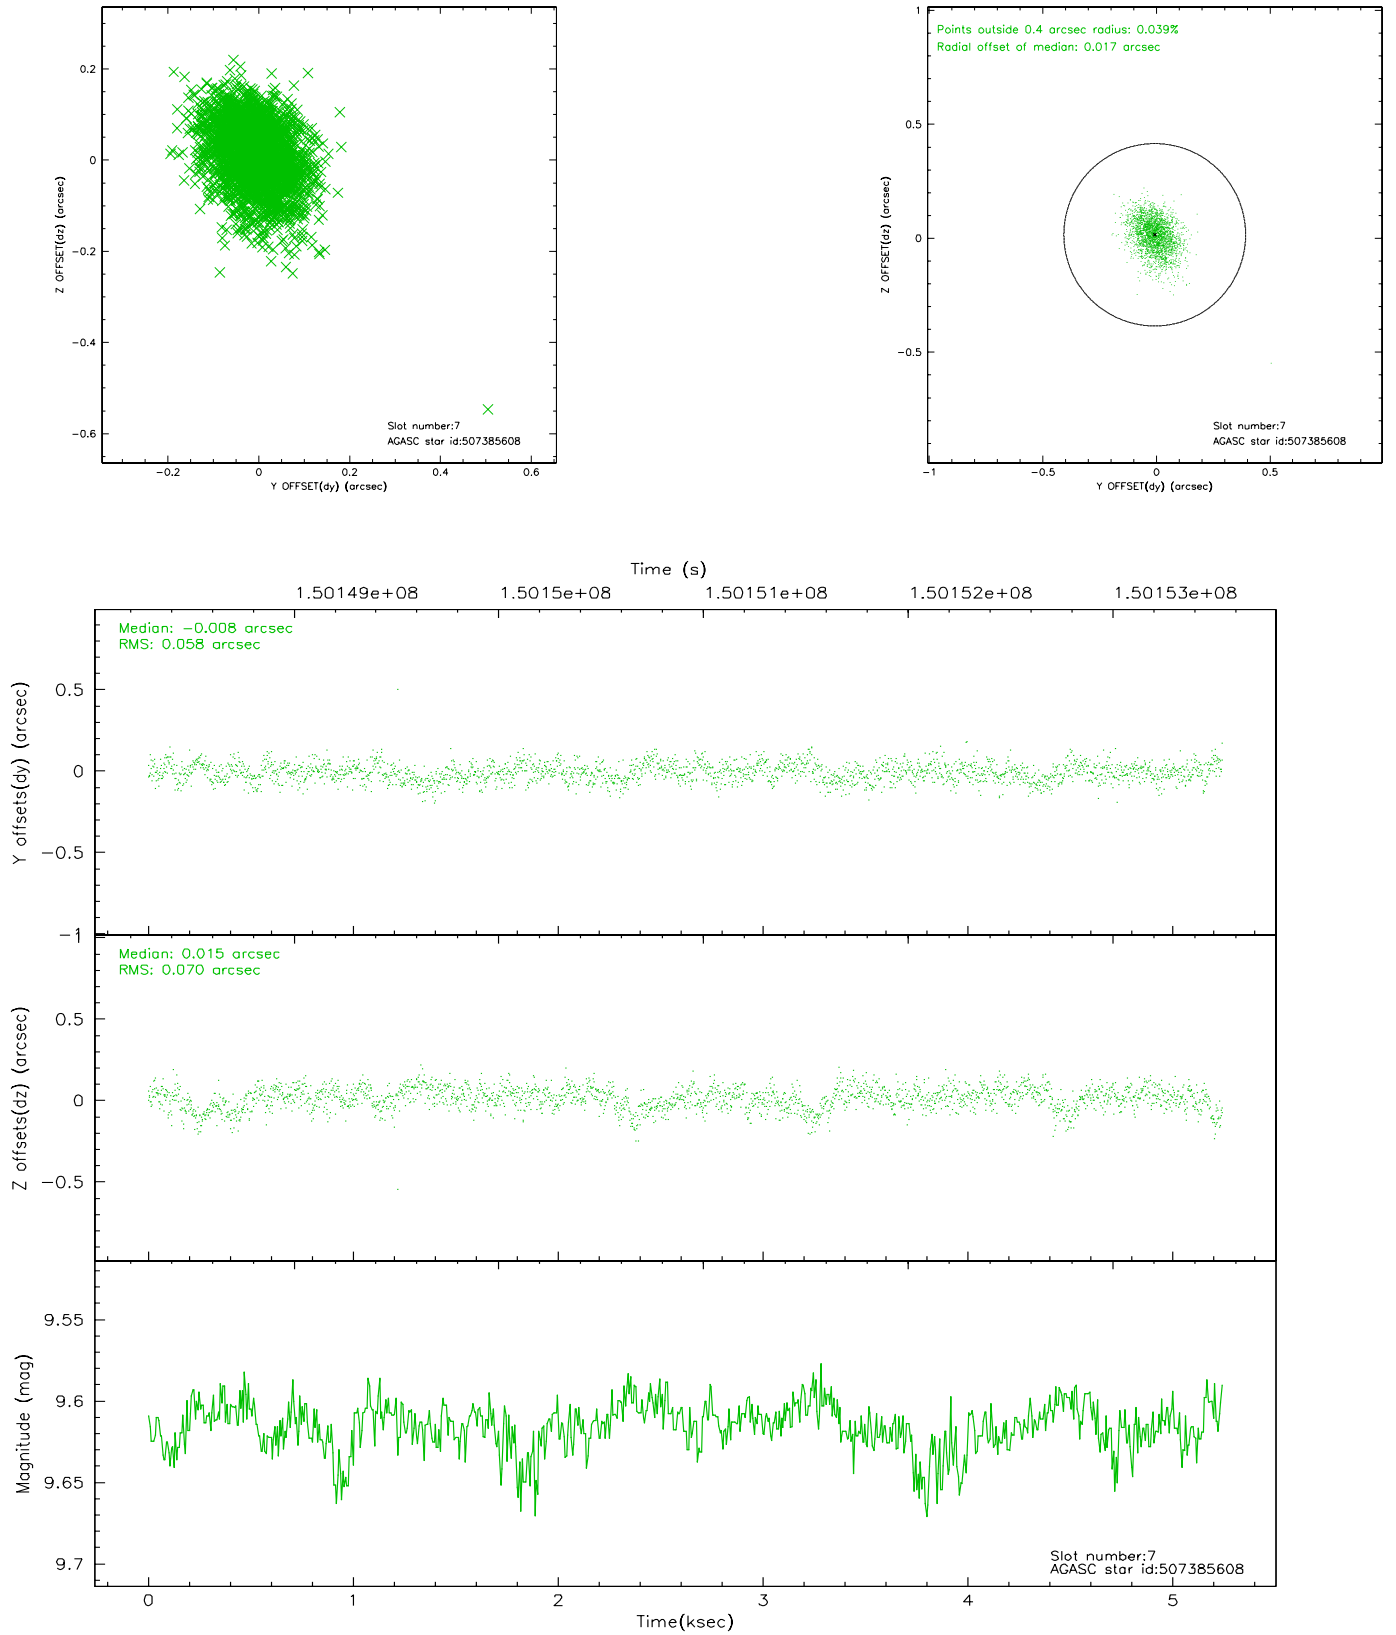 0.2
0
-0.2
-0.4
-0.6
Z OFFSET(dz) (arcsec)
Slot number:7
AGASC star id:507385608
-0.2 0 0.2 0.4 0.6
Y OFFSET(dy) (arcsec)
Points outside 0.4 arcsec radius: 0.039%
Radial offset of median: 0.017 arcsec
1
0.5
0
-0.5
Z OFFSET(dz) (arcsec)
Slot number:7
AGASC star id:507385608
-1 -0.5 0 0.5
Y OFFSET(dy) (arcsec)
Time (s)
1.50149e+08 1.5015e+08 1.50151e+08 1.50152e+08 1.50153e+08
Median: -0.008 arcsec
RMS: 0.058 arcsec
0.5
0
-0.5
-1
Y offsets(dy) (arcsec)
Median: 0.015 arcsec
RMS: 0.070 arcsec
0.5
0
-0.5
Z offsets(dz) (arcsec)
9.55
9.6
9.65
9.7
Magnitude (mag)
Slot number:7
AGASC star id:507385608
0 1 2 3 4 5
Time(ksec)